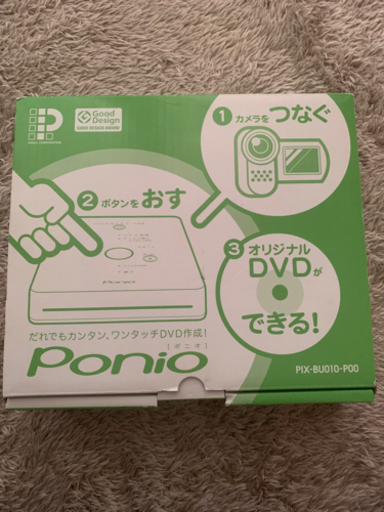 Good
Design
GOOD DESIGN AWARD
1 カメラを つなぐ
2 ボタンを おす
3 オリジナル
DVDが
できる!
だれでもカンタン、ワンタッチDVD作成!
Ponio
[ポニオ]
PIX-BU010-P00